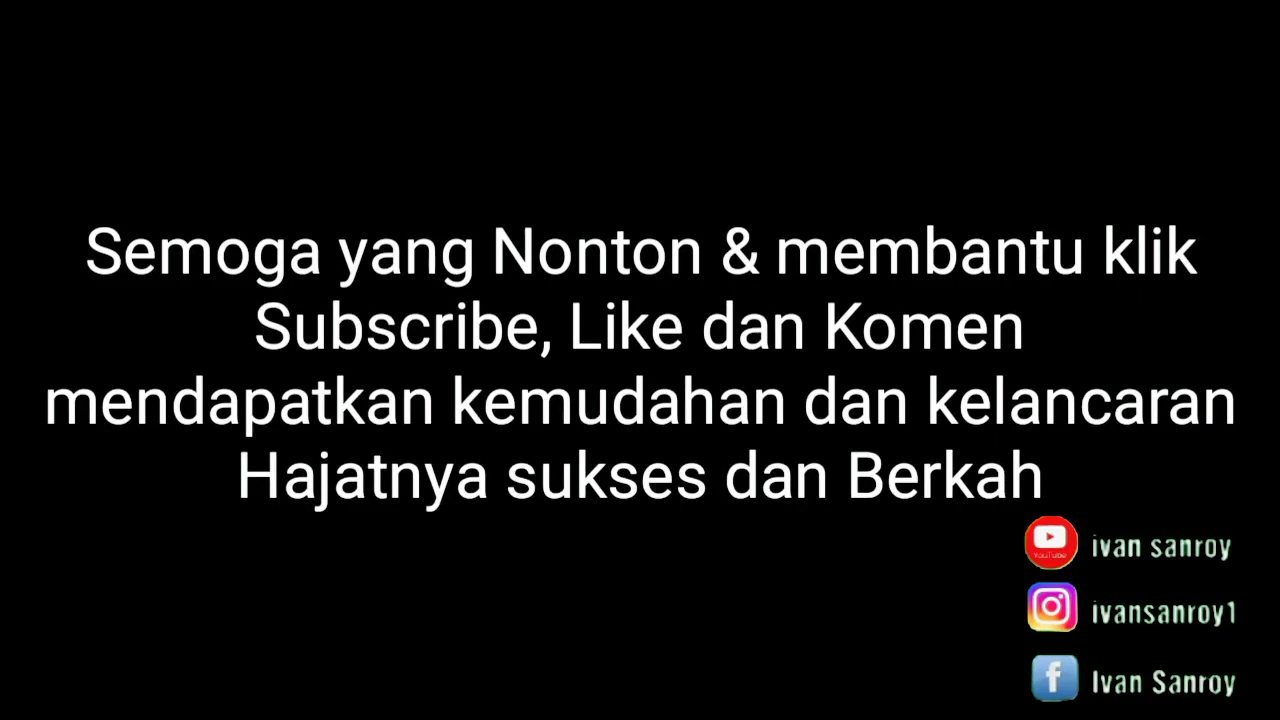 Semoga yang Nonton & membantu klik
Subscribe, Like dan Komen
mendapatkan kemudahan dan kelancaran
Hajatnya sukses dan Berkah
YouTube
ivan sanroy
ivansanroy1
Ivan Sanroy